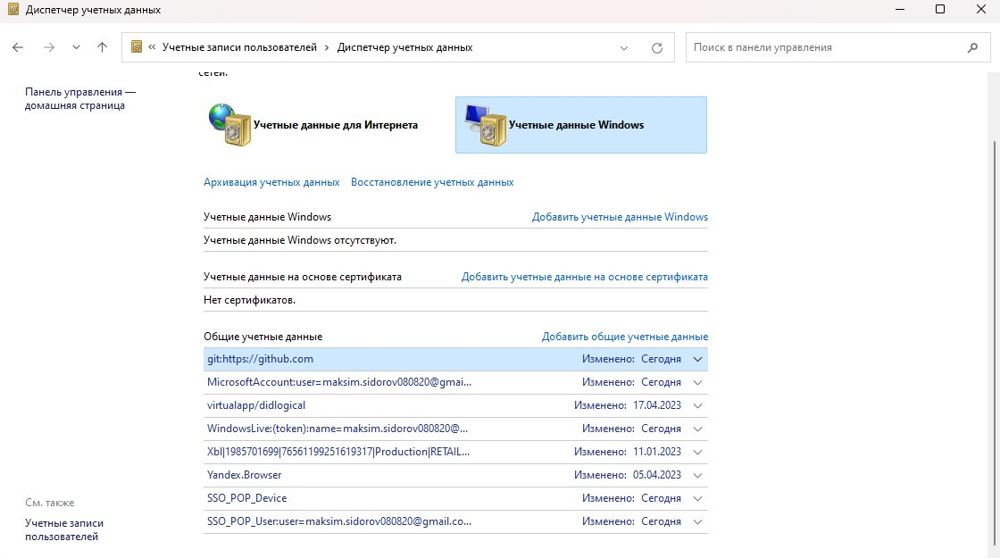 Диспетчер учетных данных
« Учетные записи пользователей › Диспетчер учетных данных
Поиск в панели управления
сетей.
Панель управления —
домашняя страница
Учетные данные для Интернета
Учетные данные Windows
Архивация учетных данных Восстановление учетных данных
Учетные данные Windows Добавить учетные данные Windows
Учетные данные Windows отсутствуют.
Учетные данные на основе сертификата Добавить учетные данные на основе сертификата
Нет сертификатов.
Общие учетные данные Добавить общие учетные данные
git:https://github.com Изменено: Сегодня
MicrosoftAccount:user=maksim.sidorov080820@gmai... Изменено: Сегодня
virtualapp/didlogical Изменено: 17.04.2023
WindowsLive:(token):name=maksim.sidorov080820@... Изменено: Сегодня
Xbl|1985701699|76561199251619317|Production|RETAIL... Изменено: 11.01.2023
Yandex.Browser Изменено: 05.04.2023
SSO_POP_Device Изменено: Сегодня
SSO_POP_User:user=maksim.sidorov080820@gmail.co... Изменено: Сегодня
См. также
Учетные записи
пользователей